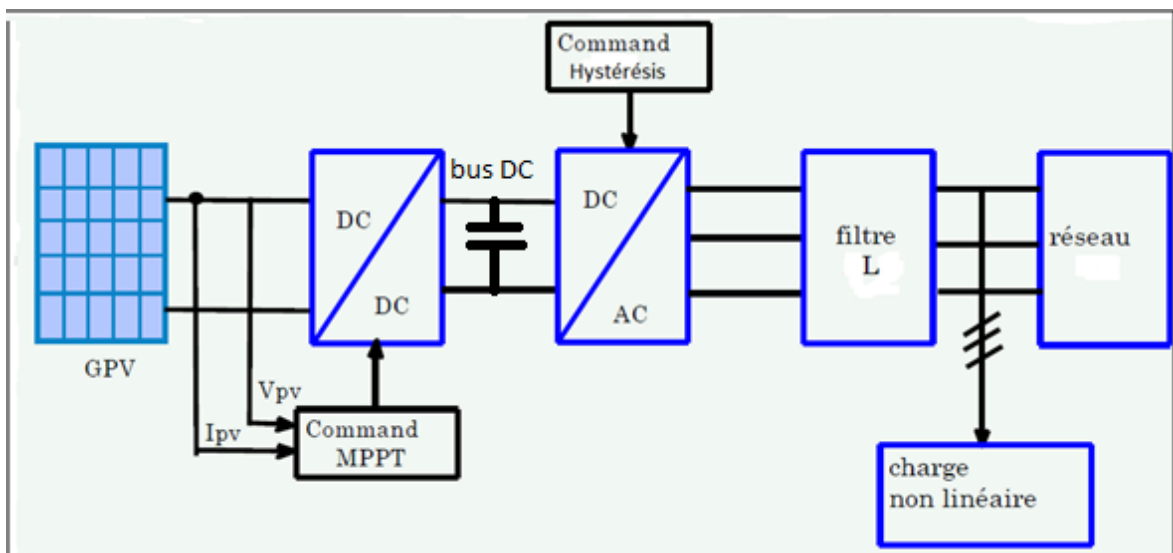 Command
Hystérésis
bus DC
DC
DC
GPV
Vpv
Ipv
Command
MPPT
DC
AC
filtre
L
réseau
charge
non linéaire